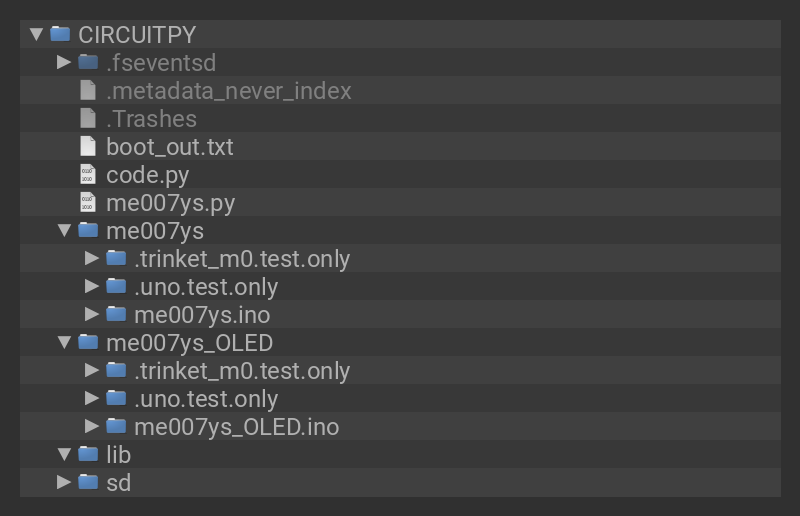 CIRCUITPY
.fseventsd
.metadata_never_index
.Trashes
boot_out.txt
code.py
me007ys.py
me007ys
.trinket_m0.test.only
.uno.test.only
me007ys.ino
me007ys_OLED
.trinket_m0.test.only
.uno.test.only
me007ys_OLED.ino
lib
sd